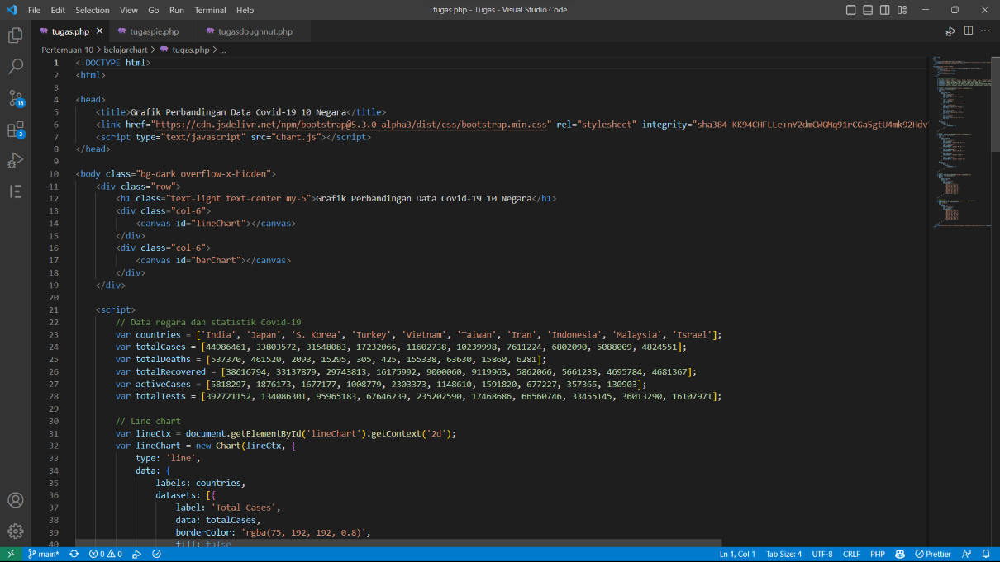 File Edit Selection View Go Run Terminal Help tugas.php - Tugas - Visual Studio Code
tugas.php tugaspie.php tugasdoughnut.php
Pertemuan 10 > belajarchart > tugas.php > ...
1 <!DOCTYPE html>
2 <html>
3
4 <head>
5 <title>Grafik Perbandingan Data Covid-19 10 Negara</title>
6 <link href="https://cdn.jsdelivr.net/npm/bootstrap@5.3.0-alpha3/dist/css/bootstrap.min.css" rel="stylesheet" integrity="sha384-KK94CHFLLe+nY2dmCWGMq91rCGa5gtU4mk92Hdv
7 <script type="text/javascript" src="Chart.js"></script>
8 </head>
9
10 <body class="bg-dark overflow-x-hidden">
11 <div class="row">
12 <h1 class="text-light text-center my-5">Grafik Perbandingan Data Covid-19 10 Negara</h1>
13 <div class="col-6">
14 <canvas id="lineChart"></canvas>
15 </div>
16 <div class="col-6">
17 <canvas id="barChart"></canvas>
18 </div>
19 </div>
20
21 <script>
22 // Data negara dan statistik Covid-19
23 var countries = ['India', 'Japan', 'S. Korea', 'Turkey', 'Vietnam', 'Taiwan', 'Iran', 'Indonesia', 'Malaysia', 'Israel'];
24 var totalCases = [44986461, 33803572, 31548083, 17232066, 11602738, 10239998, 7611224, 6802090, 5088009, 4824551];
25 var totalDeaths = [537370, 461520, 2093, 15295, 305, 425, 155338, 63630, 15860, 6281];
26 var totalRecovered = [38616794, 33137879, 29743813, 16175992, 9000060, 9119963, 5862066, 5661233, 4695784, 4681367];
27 var activeCases = [5818297, 1876173, 1677177, 1008779, 2303373, 1148610, 1591820, 677227, 357365, 130903];
28 var totalTests = [392721152, 134086301, 95965183, 67646239, 235202590, 17468686, 66560746, 33455145, 36013290, 16107971];
29
30 // Line chart
31 var lineCtx = document.getElementById('lineChart').getContext('2d');
32 var lineChart = new Chart(lineCtx, {
33 type: 'line',
34 data: {
35 labels: countries,
36 datasets: [{
37 label: 'Total Cases',
38 data: totalCases,
39 borderColor: 'rgba(75, 192, 192, 0.8)',
40 fill: false
18
2
main* 0 0 Ln 1, Col 1 Tab Size: 4 UTF-8 CRLF PHP Prettier